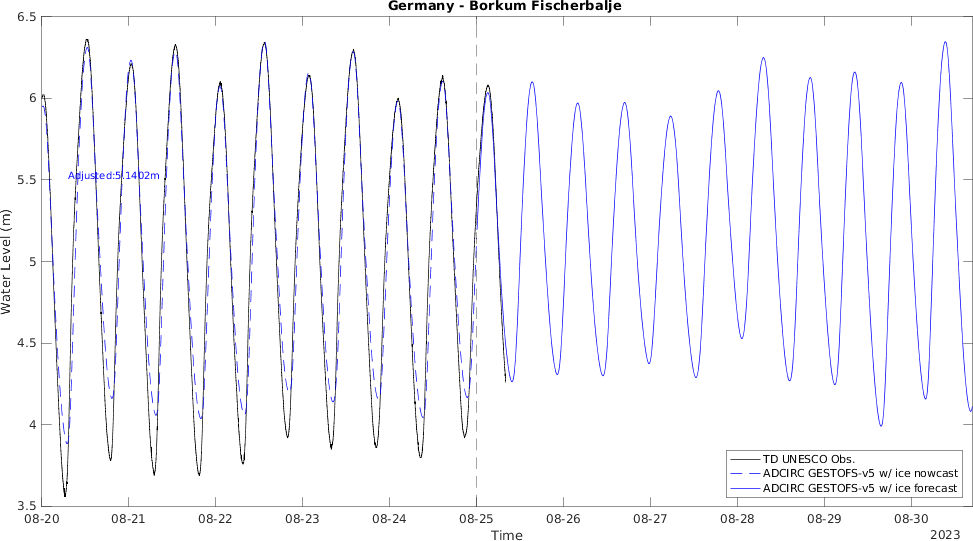 Germany - Borkum Fischerbalje
6.5
6
5.5
5
4.5
4
3.5
Water Level (m)
Adjusted:5.1402m
TD UNESCO Obs.
ADCIRC GESTOFS-v5 w/ ice nowcast
ADCIRC GESTOFS-v5 w/ ice forecast
08-20 08-21 08-22 08-23 08-24 08-25 08-26 08-27 08-28 08-29 08-30
Time
2023